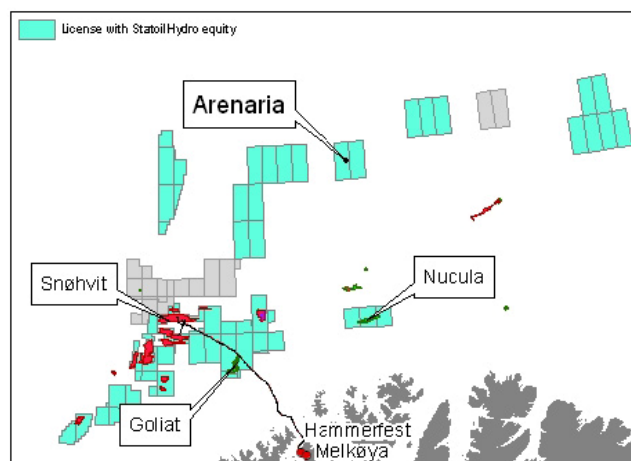 License with StatoilHydro equity
Arenaria
Snøhvit
Nucula
Goliat
Hammerfest
Melkøya